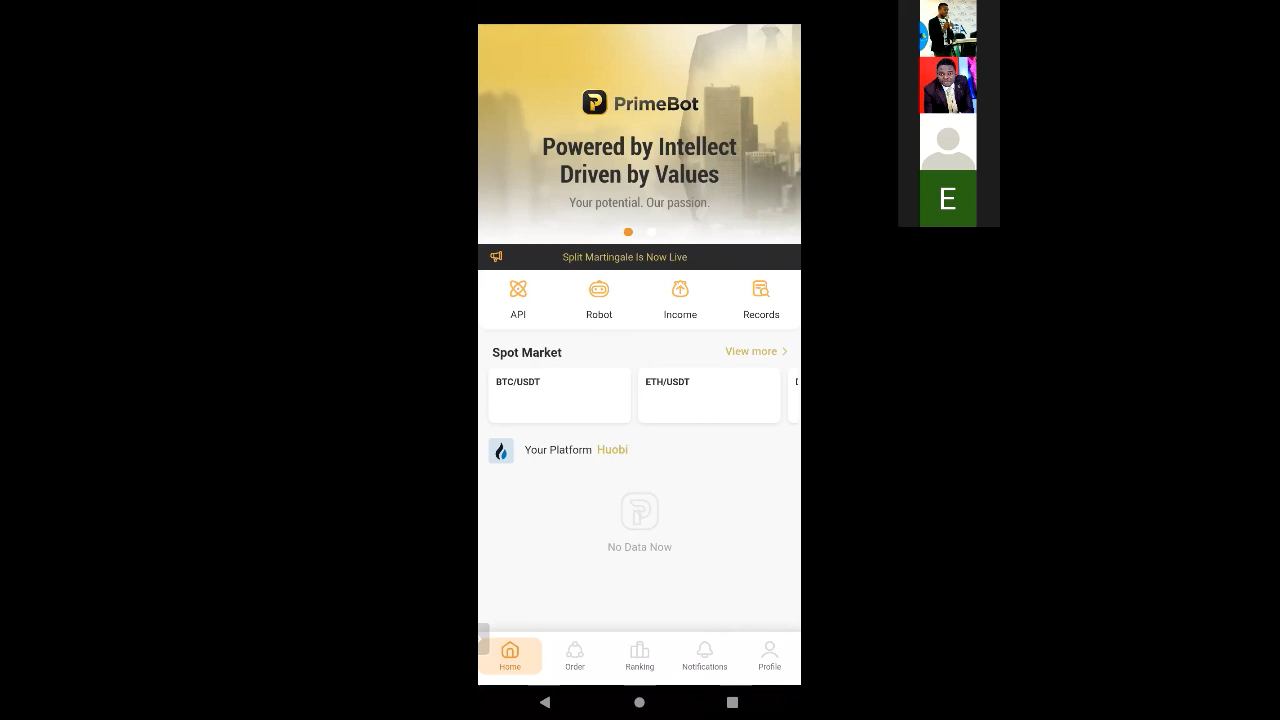 PrimeBot
Powered by Intellect
Driven by Values
Your potential. Our passion.
Split Martingale Is Now Live
API
Robot
Income
Records
Spot Market
View more
BTC/USDT
ETH/USDT
Your Platform Huobi
No Data Now
Home
Order
Ranking
Notifications
Profile
E